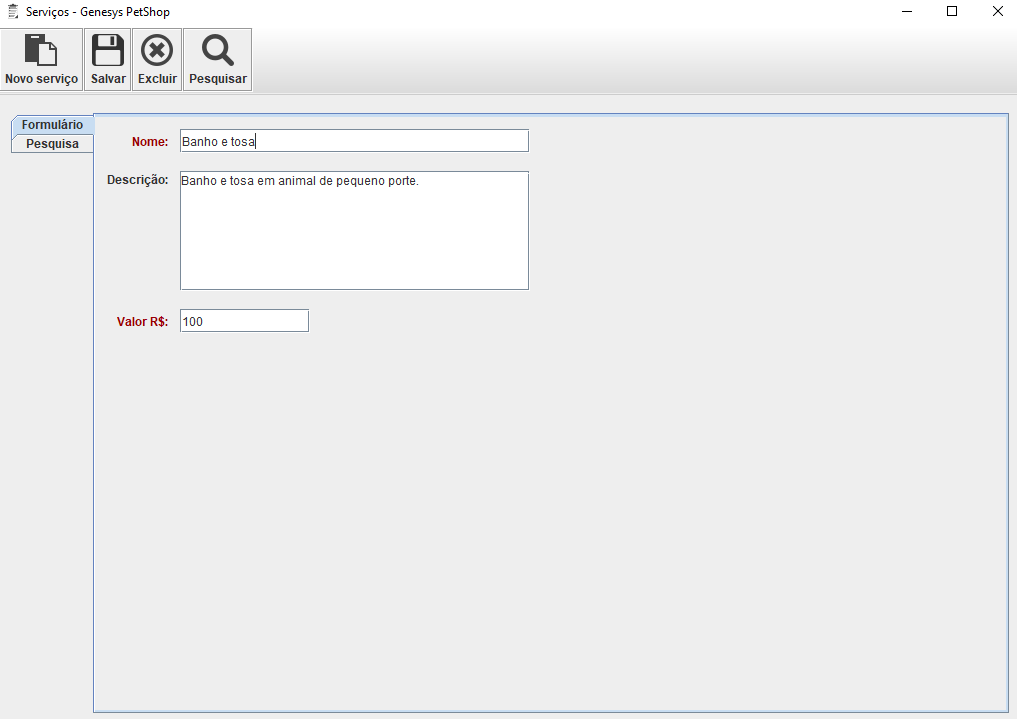 Serviços - Genesys PetShop
Novo serviço Salvar Excluir Pesquisar
Formulário
Pesquisa
Nome: Banho e tosa
Descrição: Banho e tosa em animal de pequeno porte.
Valor R$: 100